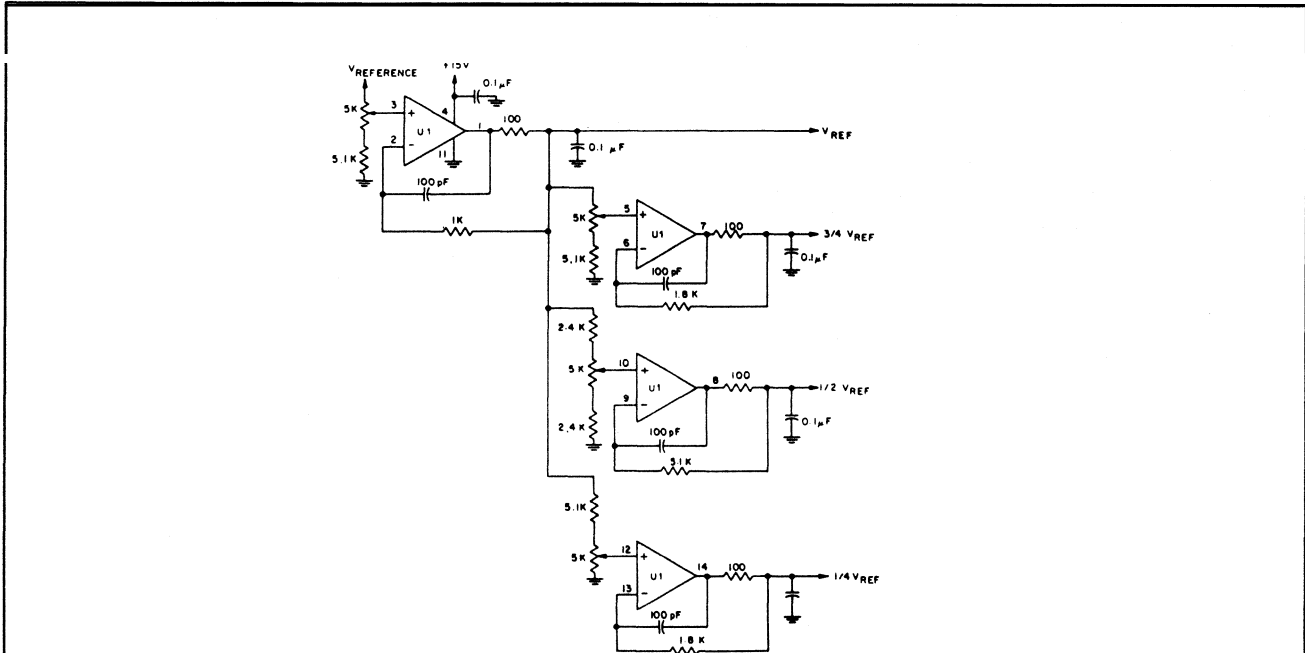 VREFERENCE
+15V
0.1µF
5K
3
+
4
U1
1
100
VREF
2
−
11
5.1K
0.1 µF
100pF
1K
5K
5
+
7
100
3/4 VREF
U1
6
−
5.1K
0.1µF
100pF
1.8 K
2.4 K
5K
10
+
8
100
1/2 VREF
U1
9
−
2.4K
0.1µF
100pF
5.1K
5.1K
5K
12
+
14
100
1/4 VREF
U1
13
−
100pF
1.8K